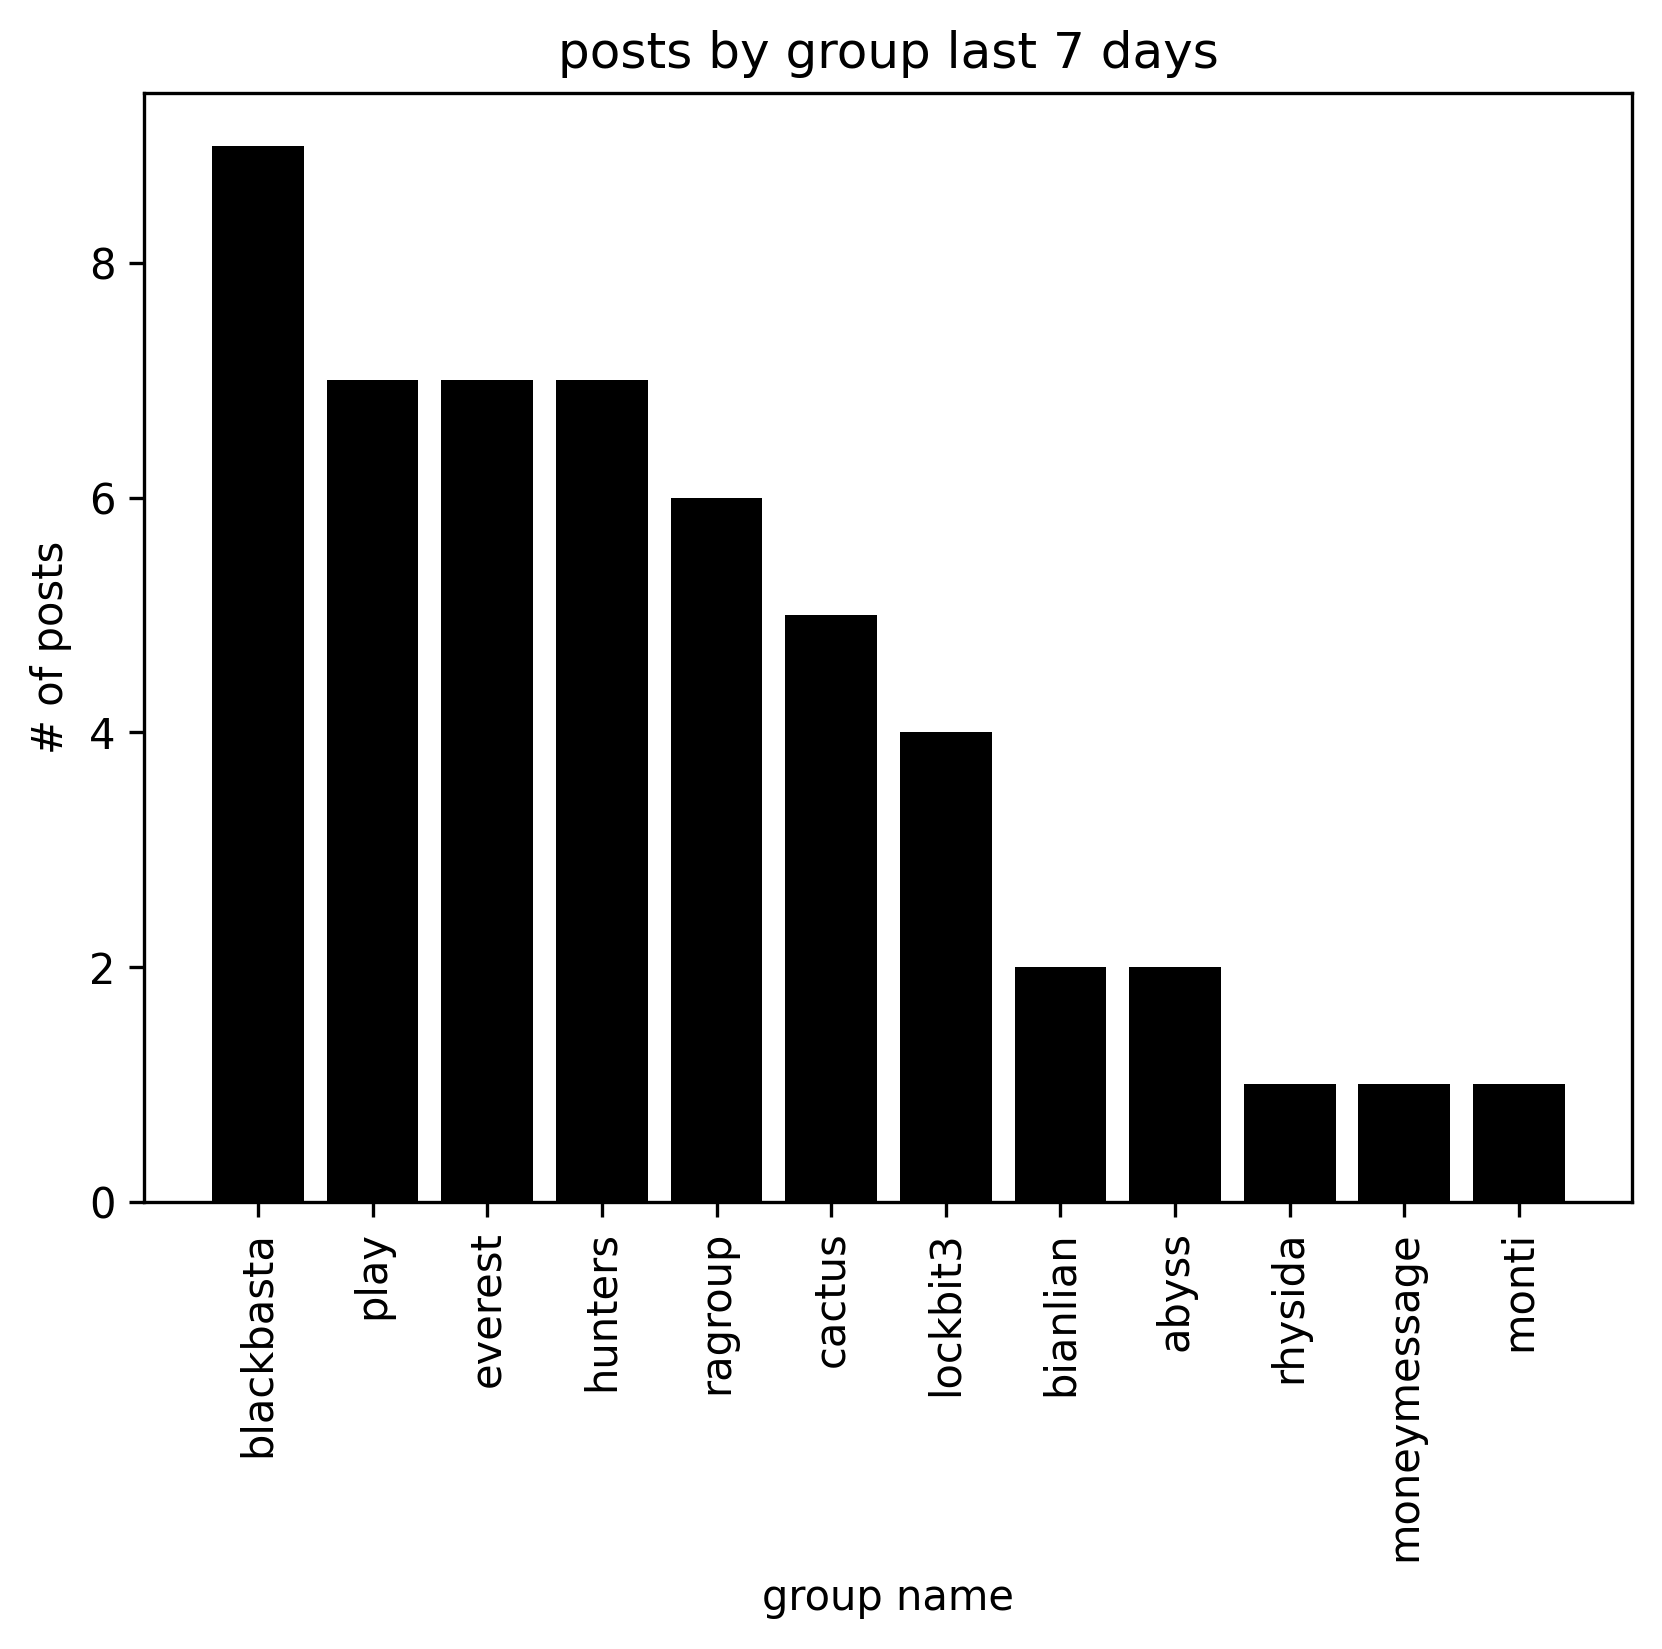 posts by group last 7 days
# of posts
8
6
4
2
0
blackbasta
play
everest
hunters
ragroup
cactus
lockbit3
bianlian
abyss
rhysida
moneymessage
monti
group name